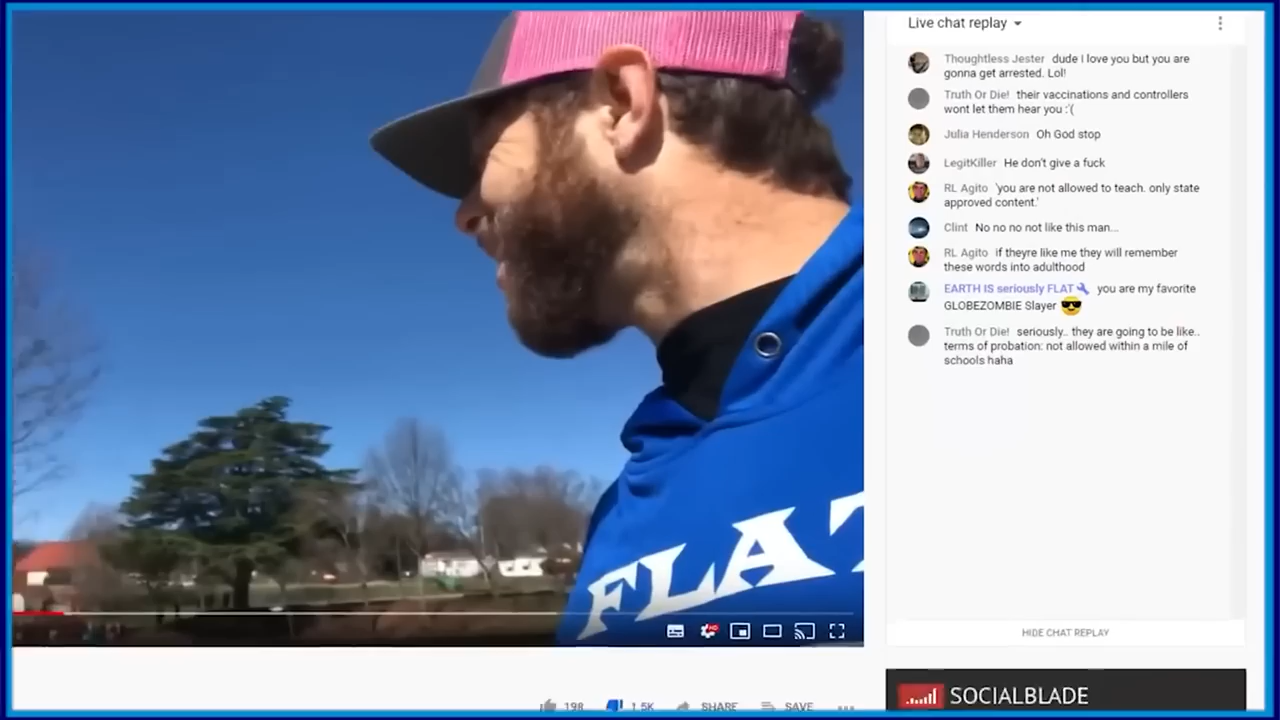 Live chat replay
Thoughtless Jester dude I love you but you are
gonna get arrested. Lol!
Truth Or Die! their vaccinations and controllers
wont let them hear you :'(
Julia Henderson Oh God stop
LegitKiller He don't give a fuck
RL Agito 'you are not allowed to teach. only state
approved content.'
Clint No no no not like this man...
RL Agito if theyre like me they will remember
these words into adulthood
EARTH IS seriously FLAT you are my favorite
GLOBEZOMBIE Slayer
Truth Or Die! seriously.. they are going to be like..
terms of probation: not allowed within a mile of
schools haha
FLAT
HD
HIDE CHAT REPLAY
198 1.5K SHARE SAVE
SOCIALBLADE